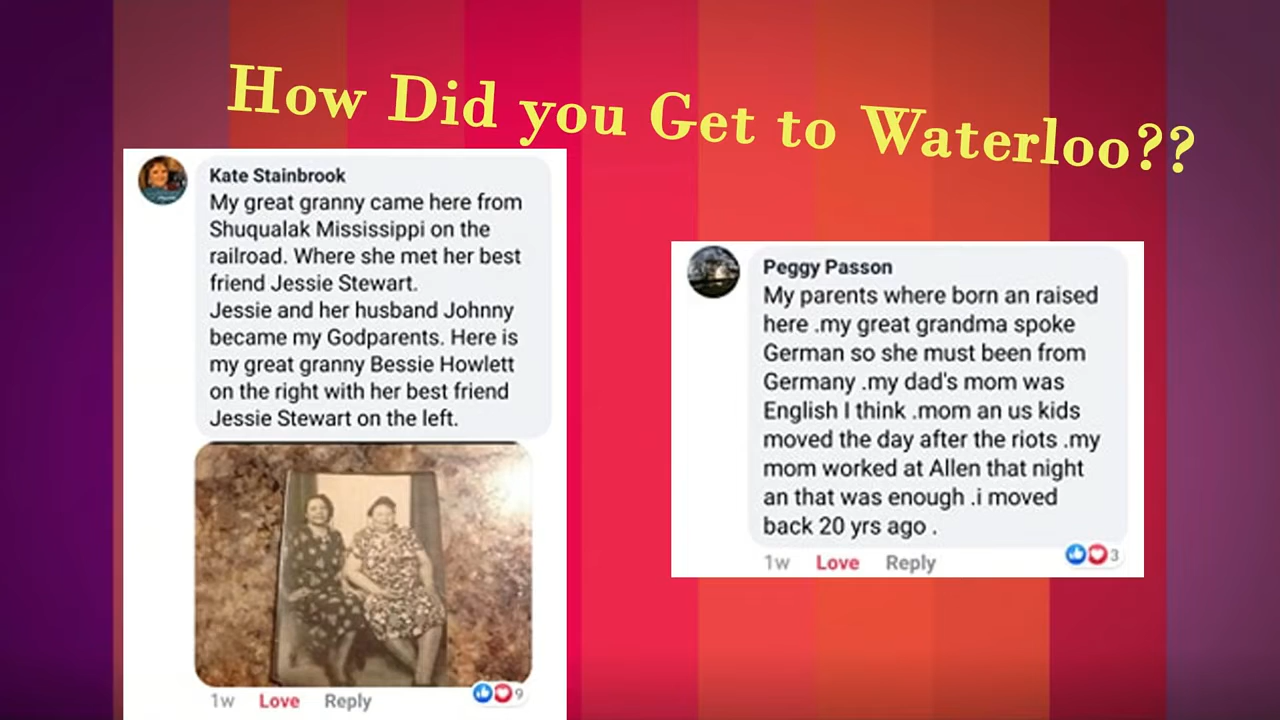 How Did you Get to Waterloo??
Kate Stainbrook
My great granny came here from
Shuqualak Mississippi on the
railroad. Where she met her best
friend Jessie Stewart.
Jessie and her husband Johnny
became my Godparents. Here is
my great granny Bessie Howlett
on the right with her best friend
Jessie Stewart on the left.
1w Love Reply 9
Peggy Passon
My parents where born an raised
here .my great grandma spoke
German so she must been from
Germany .my dad's mom was
English I think .mom an us kids
moved the day after the riots .my
mom worked at Allen that night
an that was enough .i moved
back 20 yrs ago .
1w Love Reply 3